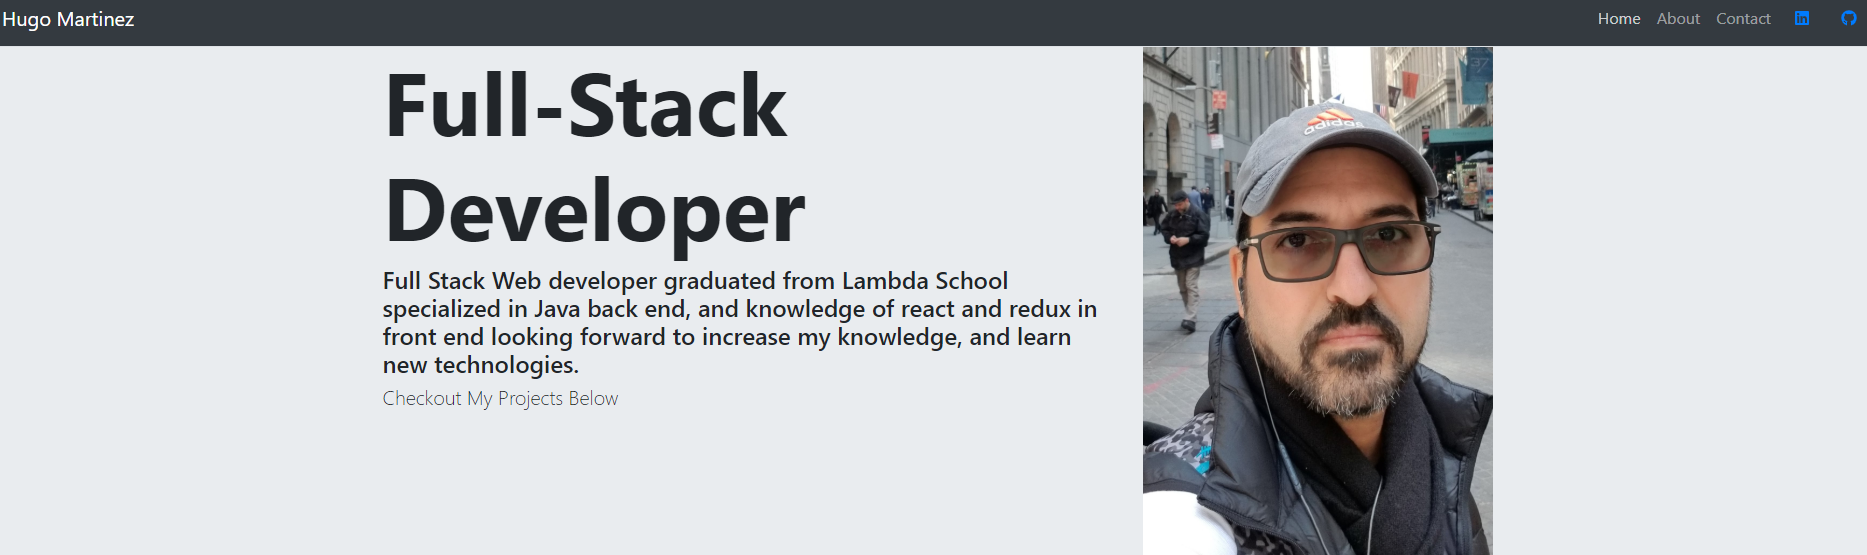 Hugo Martinez
Home About Contact
Full-Stack
Developer
Full Stack Web developer graduated from Lambda School
specialized in Java back end, and knowledge of react and redux in
front end looking forward to increase my knowledge, and learn
new technologies.
Checkout My Projects Below
37
adidas